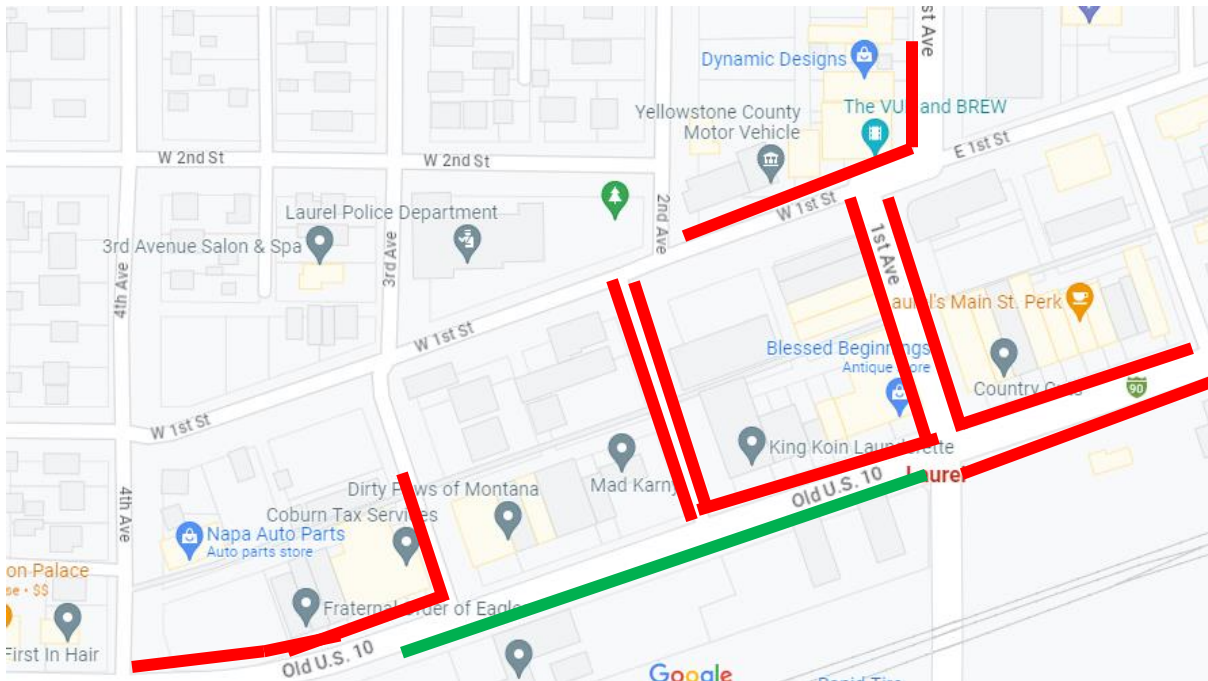 st Ave
Dynamic Designs
Yellowstone County
Motor Vehicle
The VU and BREW
E 1st St
W 2nd St
W 2nd St
2nd Ave
W 1st St
Laurel Police Department
3rd Avenue Salon & Spa
3rd Ave
4th Ave
1st Ave
Laurel's Main St. Perk
W 1st St
Blessed Beginnings
Antique Store
Country C
90
W 1st St
King Koin Launderette
Mad Karny
Old U.S. 10
Laurel
Dirty Paws of Montana
4th Ave
Coburn Tax Services
Napa Auto Parts
Auto parts store
on Palace
se • $$
Fraternal Order of Eagle
First In Hair
Old U.S. 10
Google